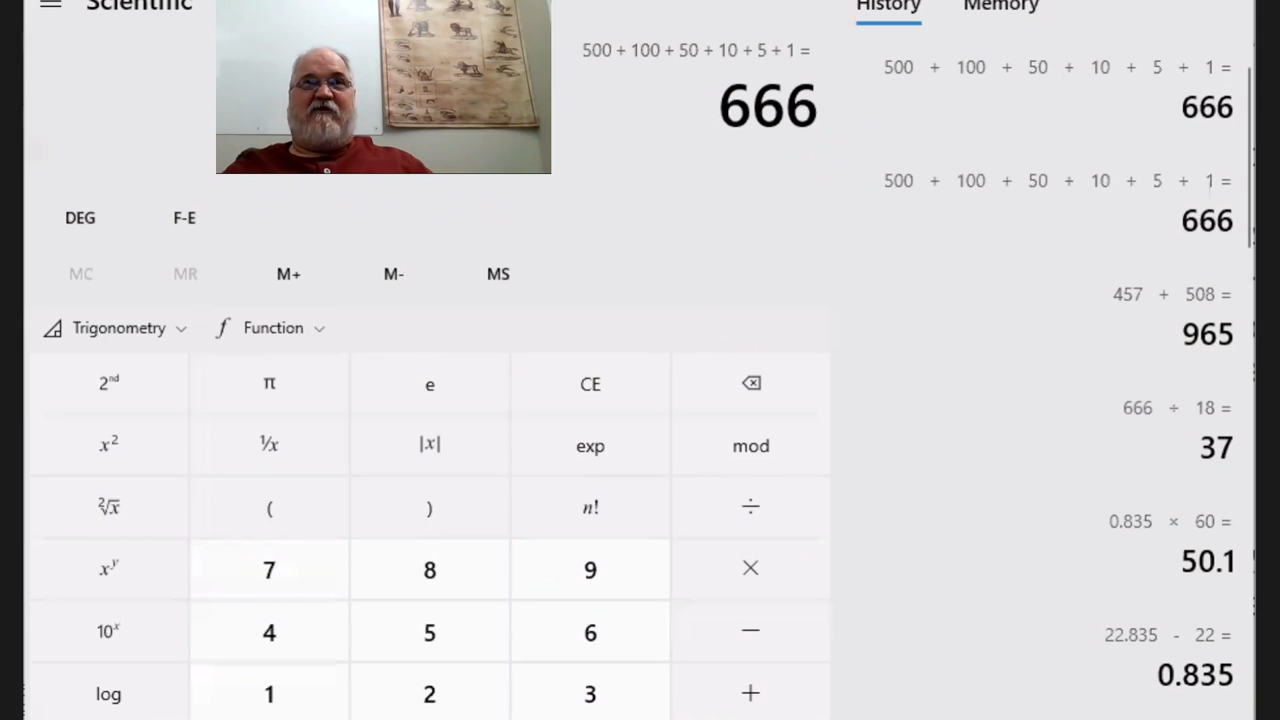 Scientific
History Memory
500 + 100 + 50 + 10 + 5 + 1 =
666
500 + 100 + 50 + 10 + 5 + 1 =
666
500 + 100 + 50 + 10 + 5 + 1 =
666
457 + 508 =
965
666 ÷ 18 =
37
0.835 × 60 =
50.1
22.835 - 22 =
0.835
DEG F-E
MC MR M+ M- MS
Trigonometry f Function
2ⁿᵈ π e CE
x² ¹/x |x| exp mod
²√x ( ) n! ÷
xʸ 7 8 9 ×
10ˣ 4 5 6 −
log 1 2 3 +